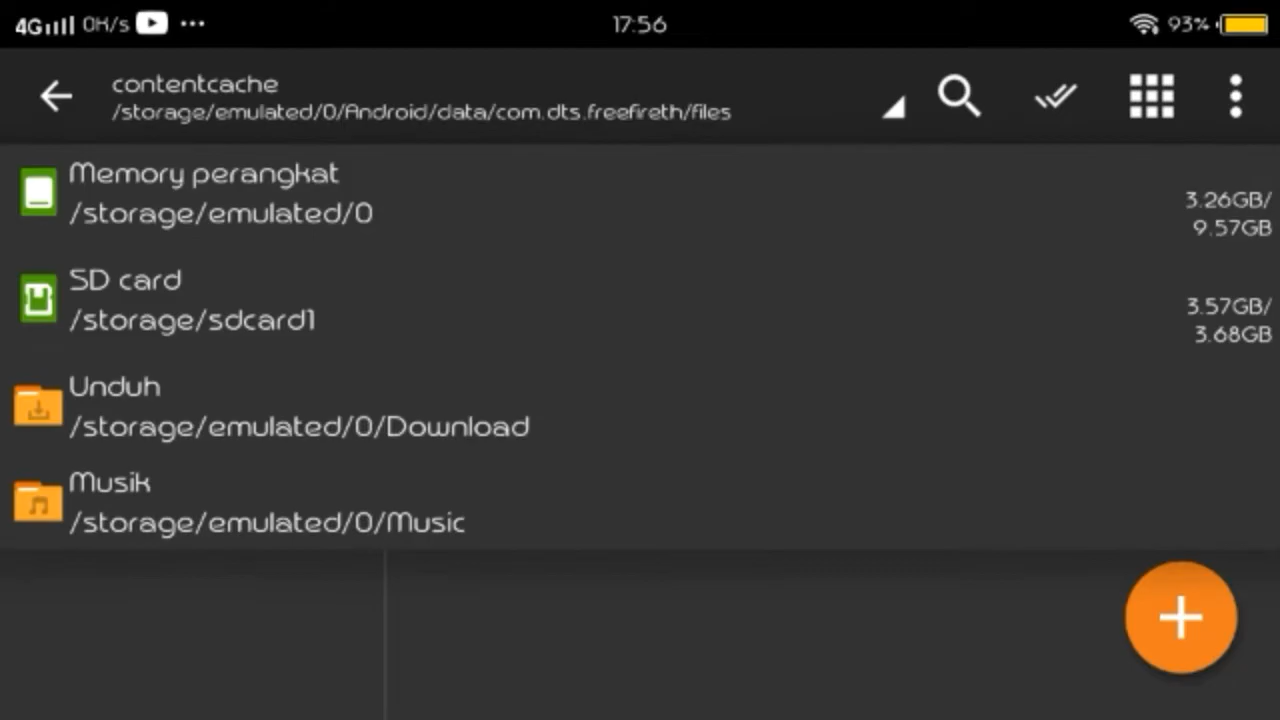 4G 0K/s 17:56 93%
contentcache
/storage/emulated/0/Android/data/com.dts.freefireth/files
Memory perangkat
/storage/emulated/0
3.26GB/
9.57GB
SD card
/storage/sdcard1
3.57GB/
3.68GB
Unduh
/storage/emulated/0/Download
Musik
/storage/emulated/0/Music